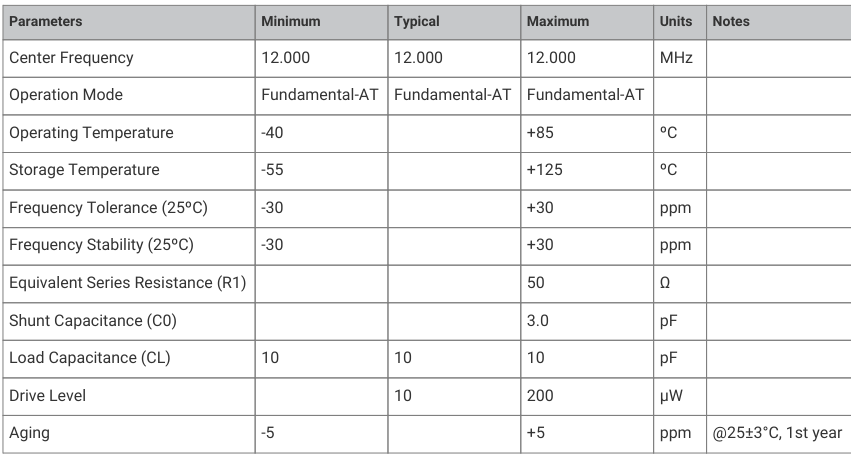 Parameters Minimum Typical Maximum Units Notes
Center Frequency 12.000 12.000 12.000 MHz
Operation Mode Fundamental-AT Fundamental-AT Fundamental-AT
Operating Temperature -40 +85 ºC
Storage Temperature -55 +125 ºC
Frequency Tolerance (25ºC) -30 +30 ppm
Frequency Stability (25ºC) -30 +30 ppm
Equivalent Series Resistance (R1) 50 Ω
Shunt Capacitance (C0) 3.0 pF
Load Capacitance (CL) 10 10 10 pF
Drive Level 10 200 µW
Aging -5 +5 ppm @25±3°C, 1st year